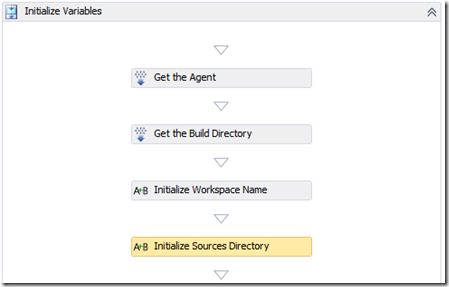 Initialize Variables
Get the Agent
Get the Build Directory
A+B Initialize Workspace Name
A+B Initialize Sources Directory